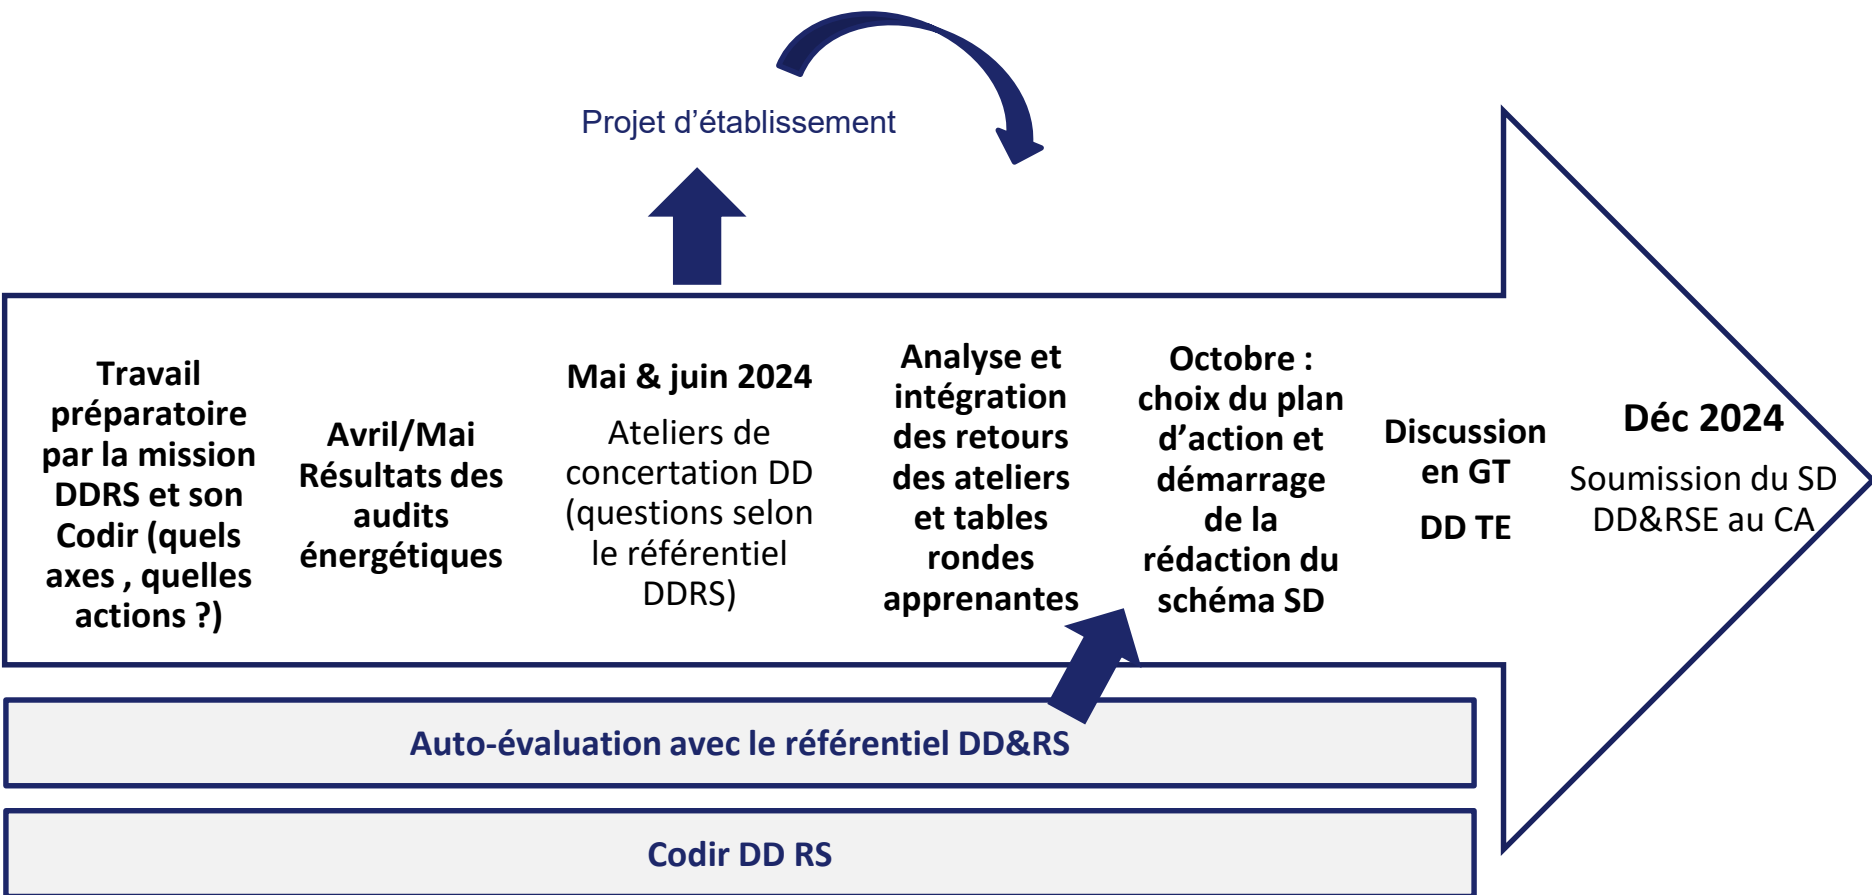 Projet d’établissement
Travail
préparatoire
par la mission
DDRS et son
Codir (quels
axes , quelles
actions ?)
Avril/Mai
Résultats des
audits
énergétiques
Mai & juin 2024
Ateliers de
concertation DD
(questions selon
le référentiel
DDRS)
Analyse et
intégration
des retours
des ateliers
et tables
rondes
apprenantes
Octobre :
choix du plan
d’action et
démarrage
de la
rédaction du
schéma SD
Discussion
en GT
DD TE
Déc 2024
Soumission du SD
DD&RSE au CA
Auto-évaluation avec le référentiel DD&RS
Codir DD RS